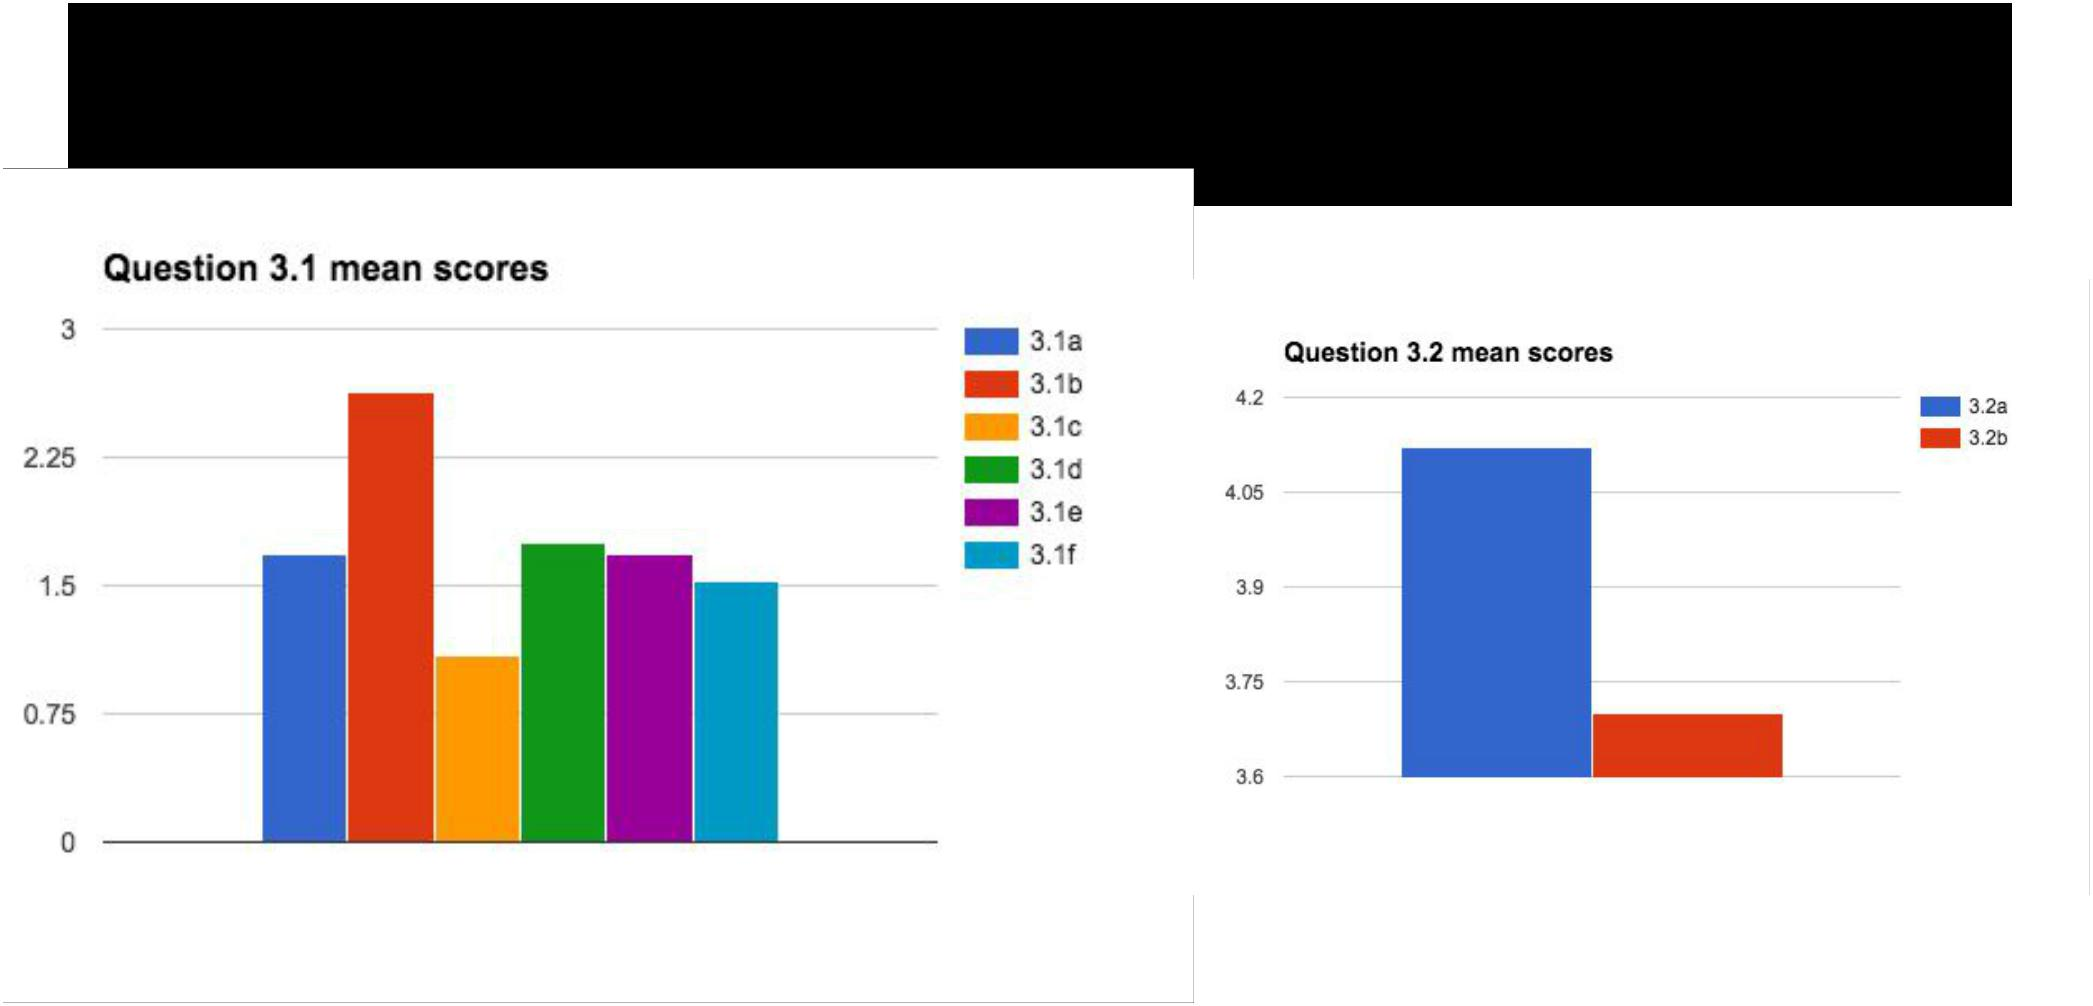 Question 3.1 mean scores
3
2.25
1.5
0.75
0
3.1a
3.1b
3.1c
3.1d
3.1e
3.1f
Question 3.2 mean scores
4.2
4.05
3.9
3.75
3.6
3.2a
3.2b